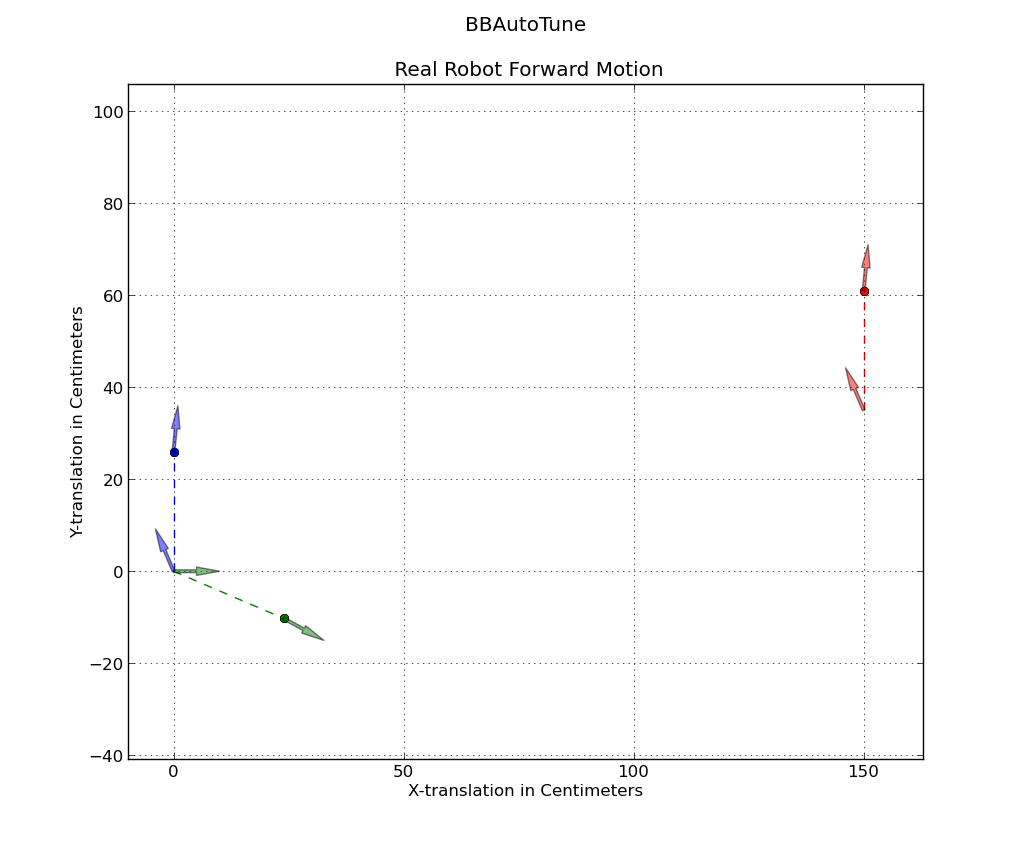 BBAutoTune
Real Robot Forward Motion
100
80
60
40
20
0
−20
−40
Y-translation in Centimeters
0 50 100 150
X-translation in Centimeters